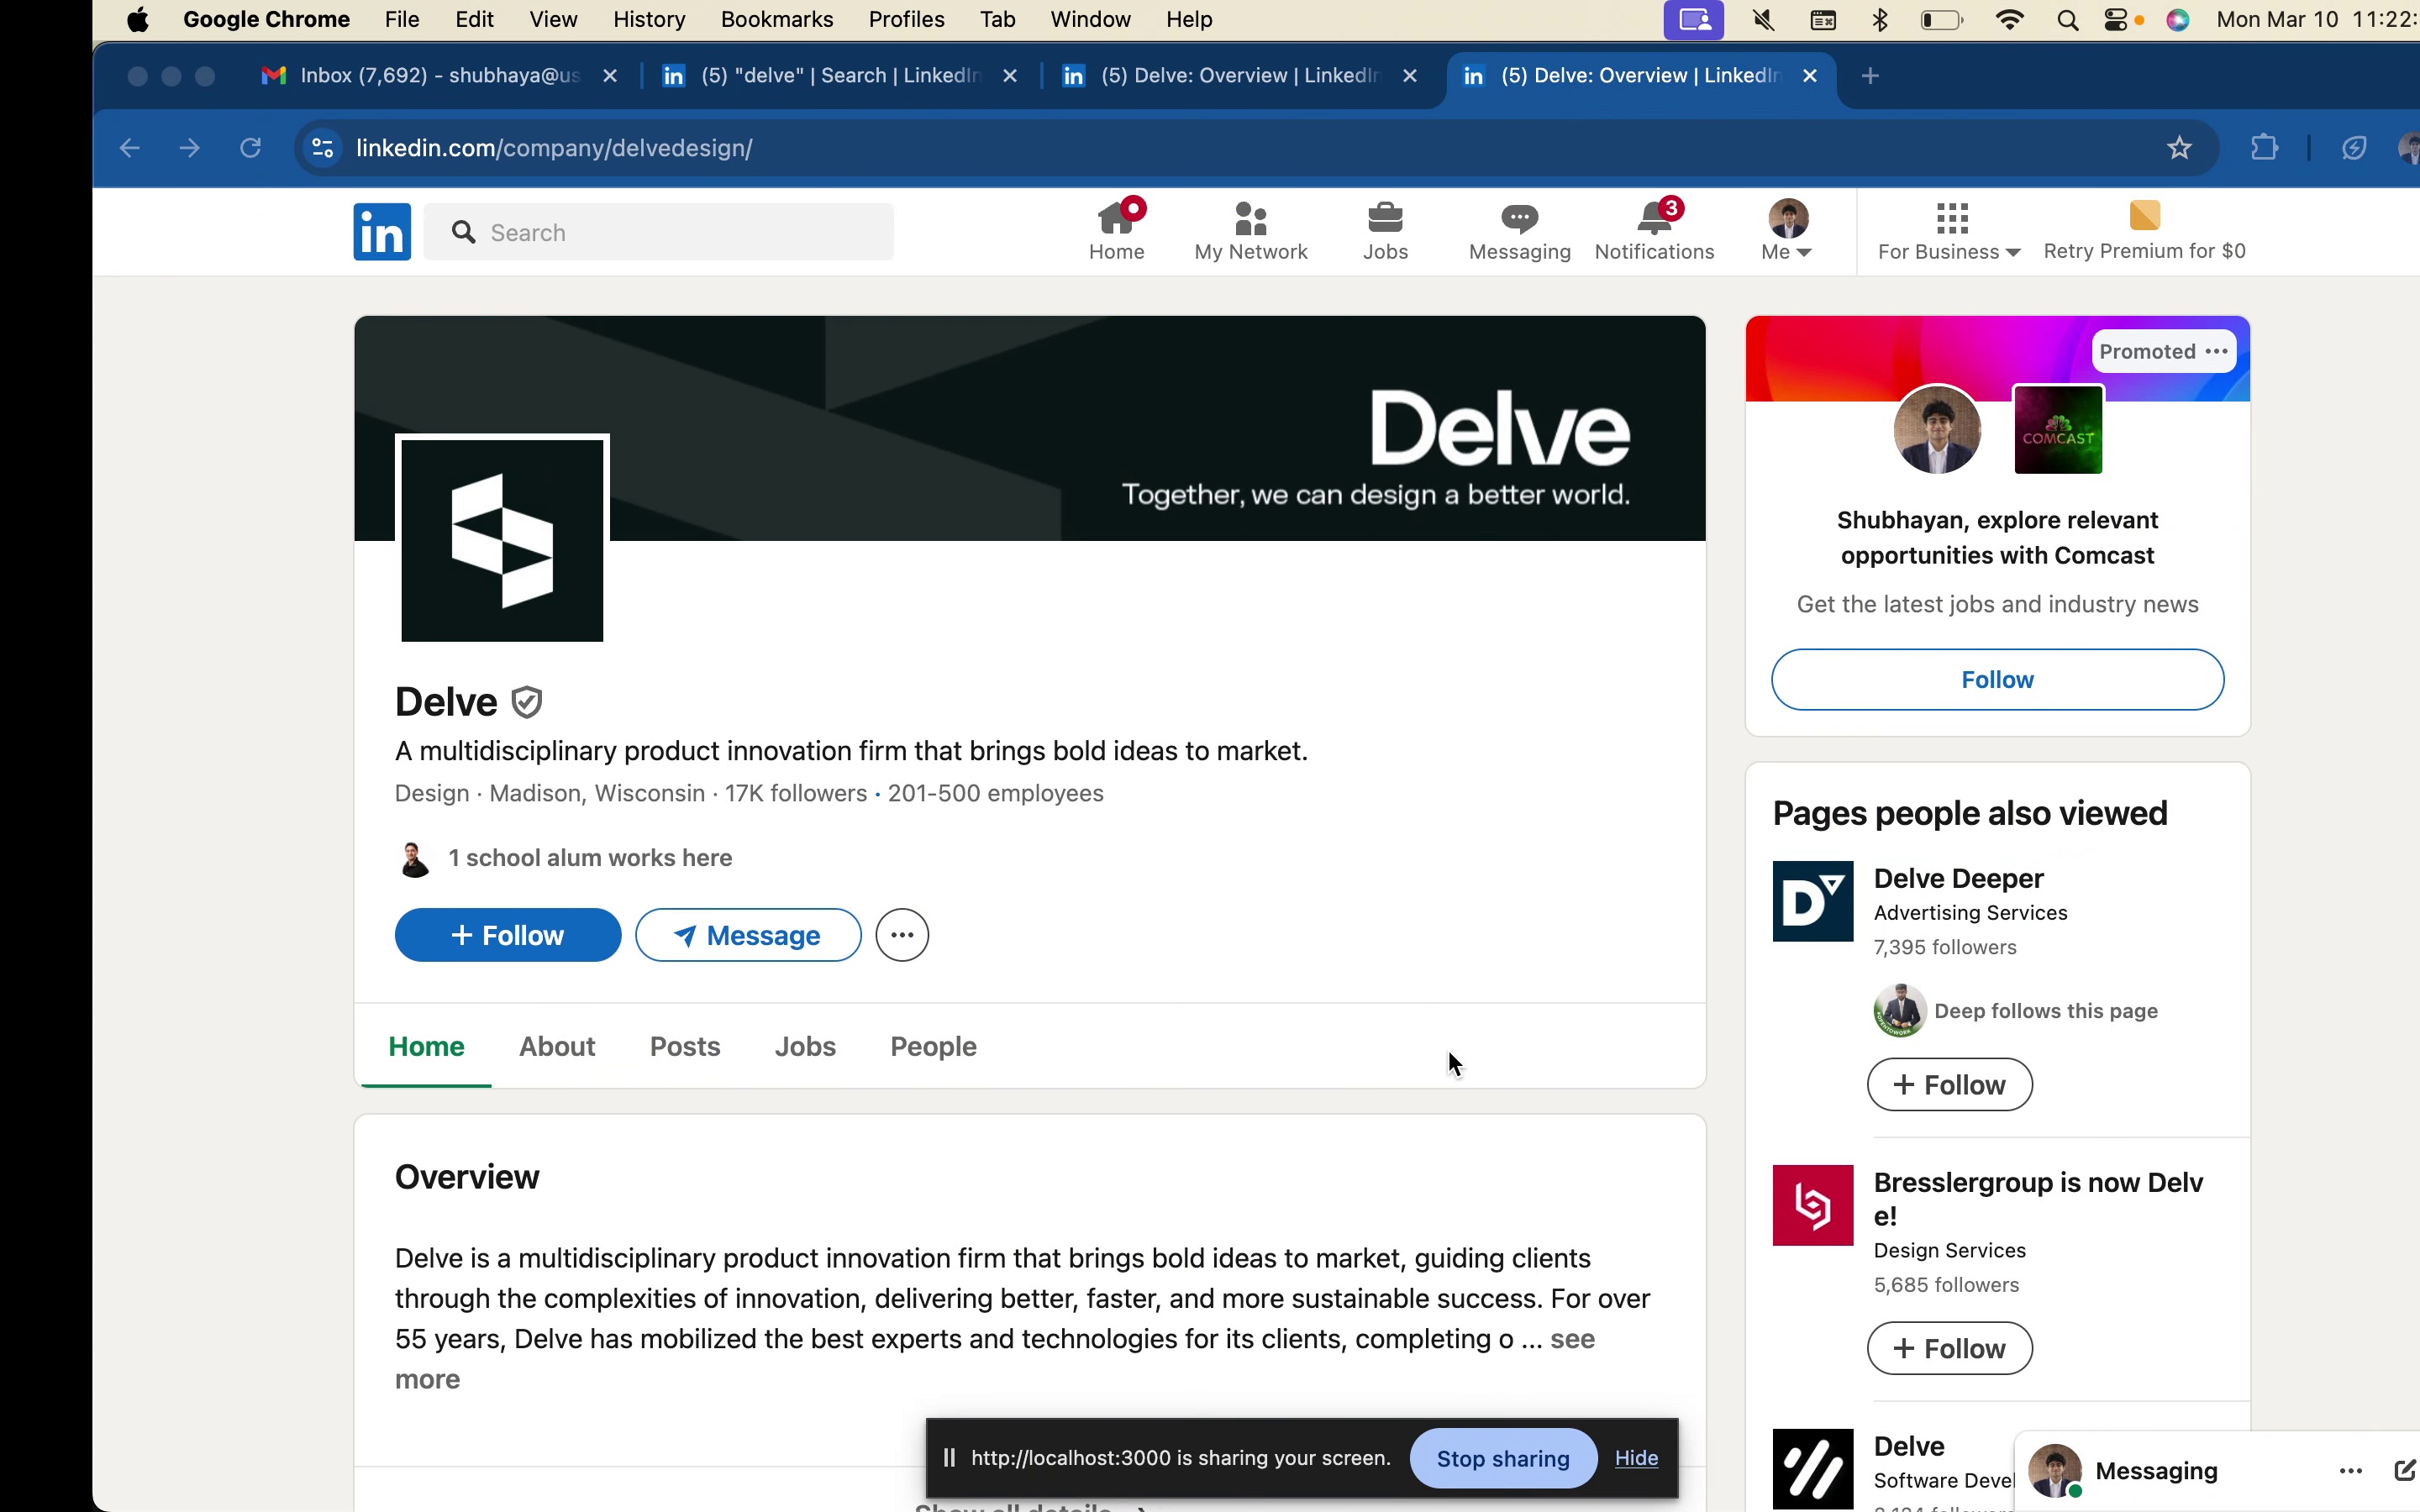 Google Chrome File Edit View History Bookmarks Profiles Tab Window Help Mon Mar 10 11:22:
Inbox (7,692) - shubhaya@us
(5) "delve" | Search | LinkedIn
(5) Delve: Overview | LinkedIn
(5) Delve: Overview | LinkedIn
linkedin.com/company/delvedesign/
in
Search
Home
My Network
Jobs
Messaging
3
Notifications
Me
For Business
Retry Premium for $0
Delve
Together, we can design a better world.
Delve
A multidisciplinary product innovation firm that brings bold ideas to market.
Design · Madison, Wisconsin · 17K followers · 201-500 employees
1 school alum works here
+ Follow
Message
Home
About
Posts
Jobs
People
Overview
Delve is a multidisciplinary product innovation firm that brings bold ideas to market, guiding clients
through the complexities of innovation, delivering better, faster, and more sustainable success. For over
55 years, Delve has mobilized the best experts and technologies for its clients, completing o ... see
more
http://localhost:3000 is sharing your screen.
Stop sharing
Hide
Promoted
COMCAST
Shubhayan, explore relevant
opportunities with Comcast
Get the latest jobs and industry news
Follow
Pages people also viewed
Delve Deeper
Advertising Services
7,395 followers
Deep follows this page
+ Follow
Bresslergroup is now Delv
e!
Design Services
5,685 followers
+ Follow
Delve
Software Devel
Messaging